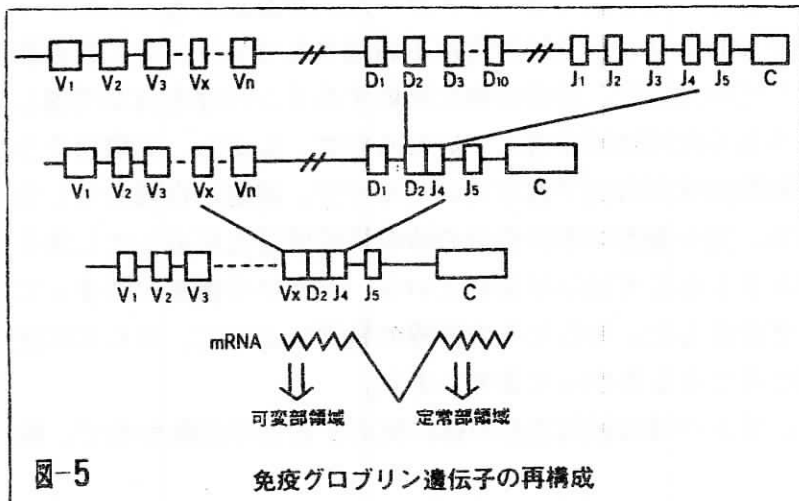 V₁ V₂ V₃ Vx Vn D₁ D₂ D₃ D₁₀ J₁ J₂ J₃ J₄ J₅ C
V₁ V₂ V₃ Vx Vn D₁ D₂ J₄ J₅ C
V₁ V₂ V₃ Vx D₂ J₄ J₅ C
mRNA
可変部領域 定常部領域
図-5 免疫グロブリン遺伝子の再構成